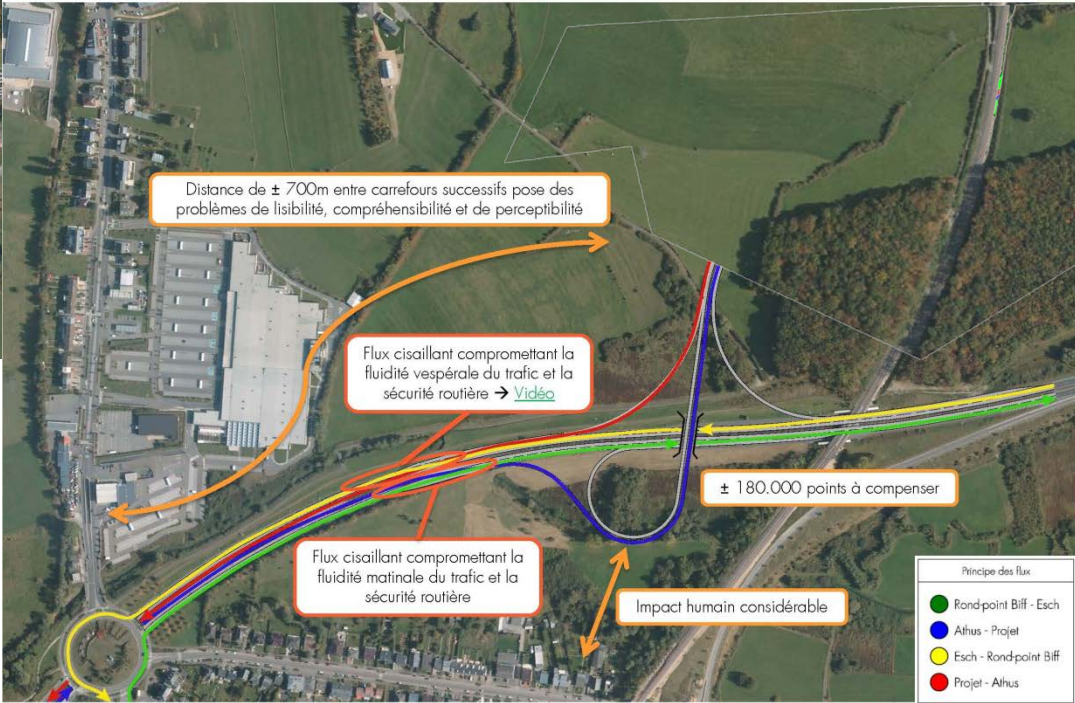 Distance de ± 700m entre carrefours successifs pose des
problèmes de lisibilité, compréhensibilité et de perceptibilité
Flux cisaillant compromettant la
fluidité vespérale du trafic et la
sécurité routière → Vidéo
± 180.000 points à compenser
Flux cisaillant compromettant la
fluidité matinale du trafic et la
sécurité routière
Impact humain considérable
Principe des flux
Rond-point Biff - Esch
Athus - Projet
Esch - Rond-point Biff
Projet - Athus